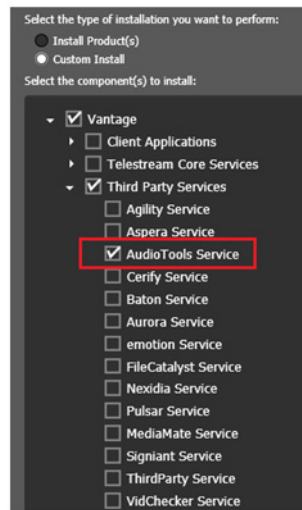 Select the type of installation you want to perform:
Install Product(s)
Custom Install
Select the component(s) to install:
Vantage
Client Applications
Telestream Core Services
Third Party Services
Agility Service
Aspera Service
AudioTools Service
Cerify Service
Baton Service
Aurora Service
emotion Service
FileCatalyst Service
Nexidia Service
Pulsar Service
MediaMate Service
Signiant Service
ThirdParty Service
VidChecker Service